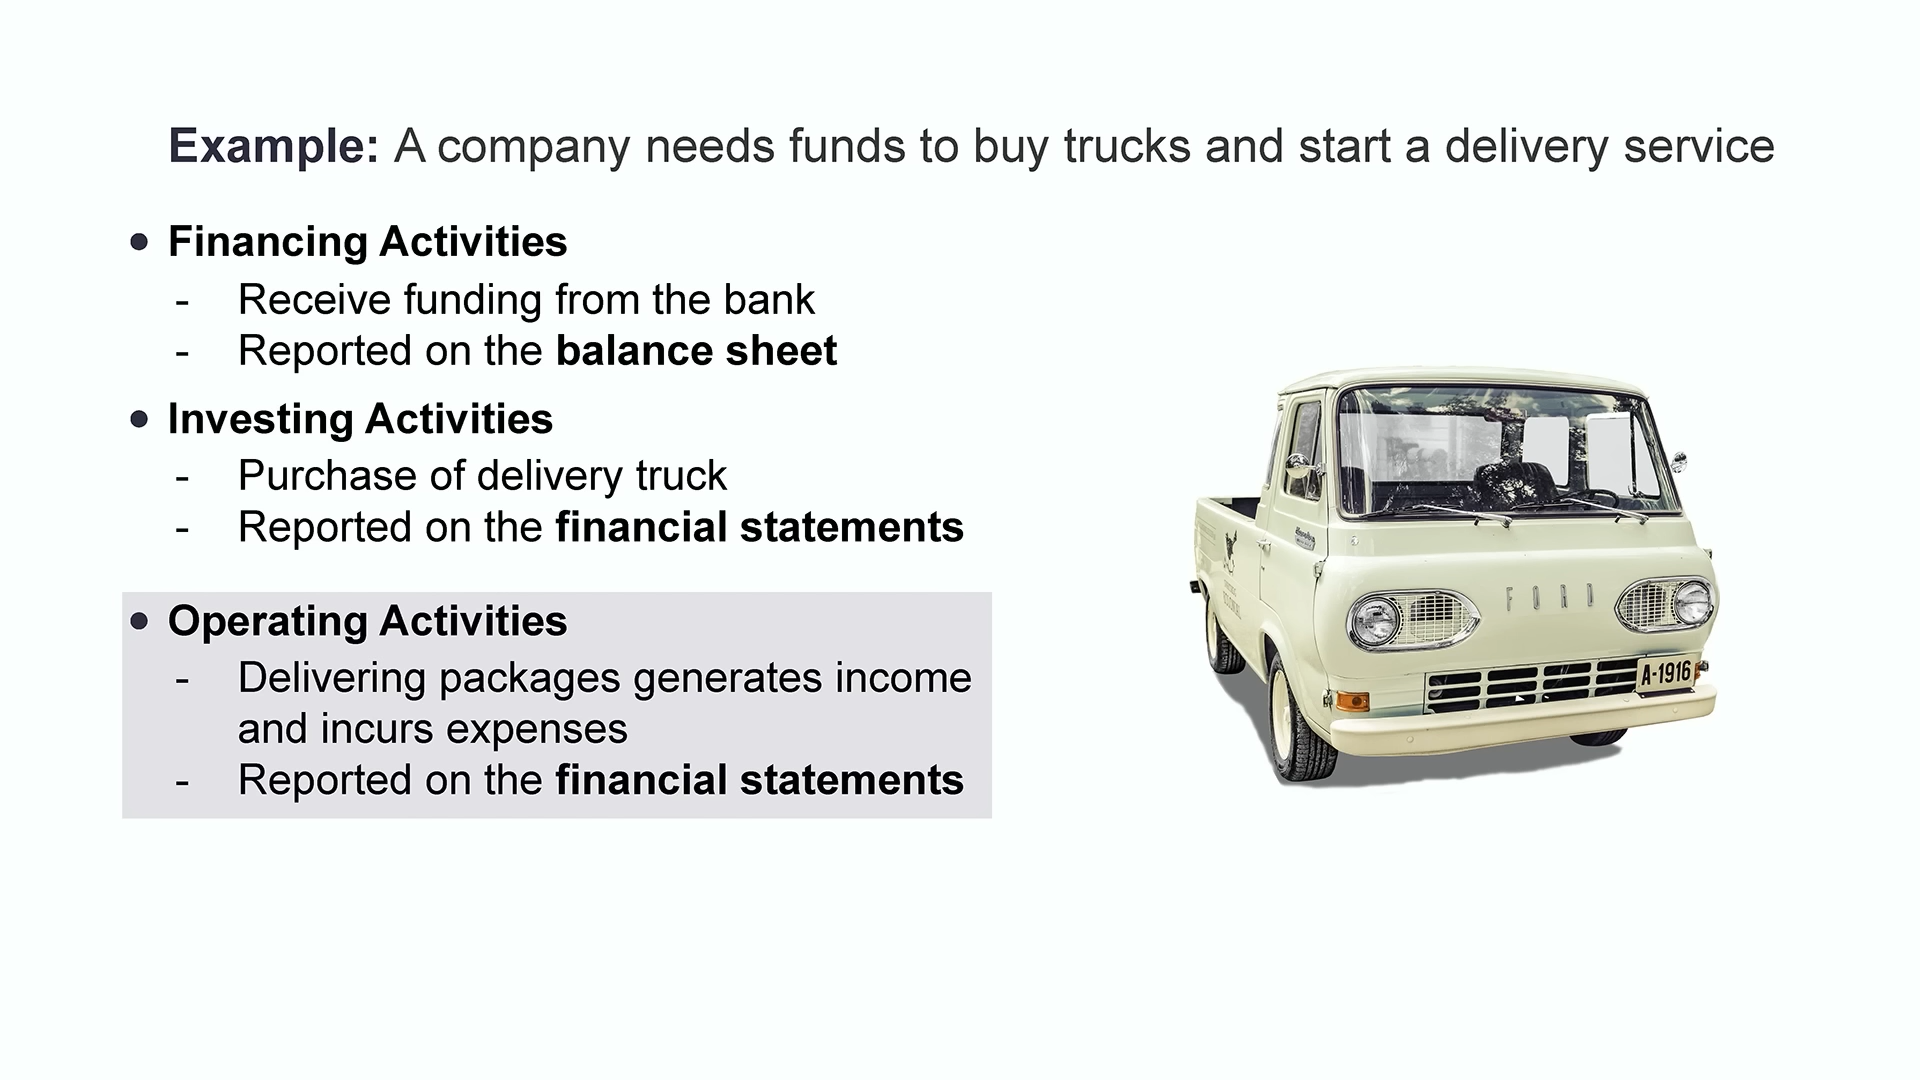 Example: A company needs funds to buy trucks and start a delivery service
• Financing Activities
- Receive funding from the bank
- Reported on the balance sheet
• Investing Activities
- Purchase of delivery truck
- Reported on the financial statements
• Operating Activities
- Delivering packages generates income
and incurs expenses
- Reported on the financial statements
FORD
A-1916